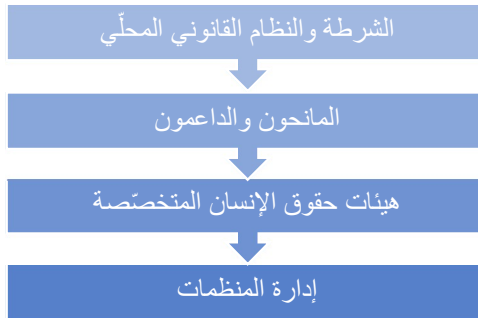 الشرطة والنظام القانوني المحلّي
المانحون والداعمون
هيئات حقوق الإنسان المتخصّصة
إدارة المنظمات